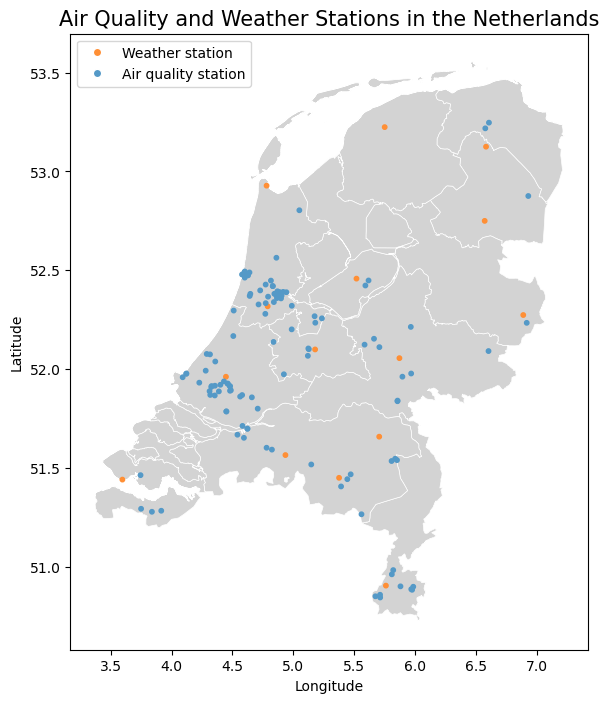 Air Quality and Weather Stations in the Netherlands
Weather station
Air quality station
53.5
53.0
52.5
52.0
51.5
51.0
Latitude
3.5 4.0 4.5 5.0 5.5 6.0 6.5 7.0
Longitude